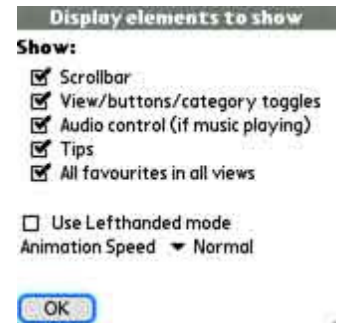 Display elements to show
Show:
Scrollbar
View/buttons/category toggles
Audio control (if music playing)
Tips
All favourites in all views
Use Lefthanded mode
Animation Speed Normal
OK